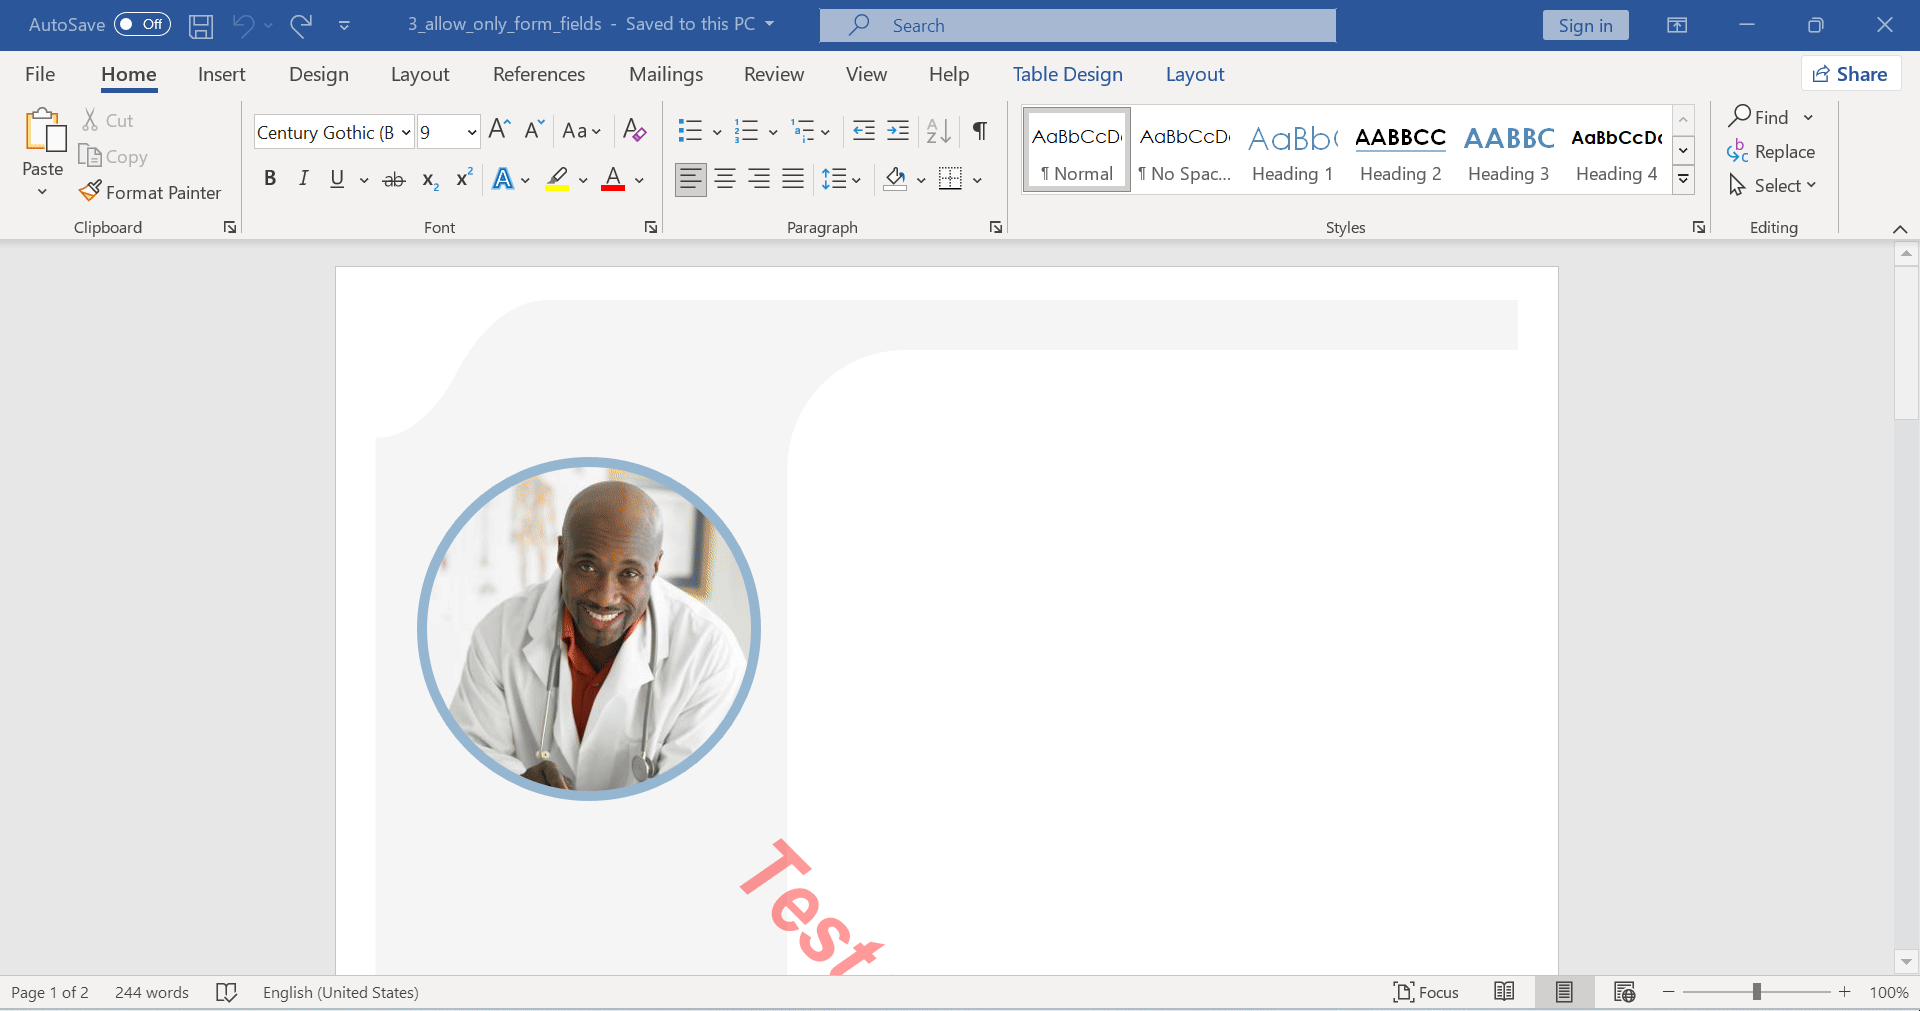 AutoSave Off 3_allow_only_form_fields - Saved to this PC Search Sign in
File Home Insert Design Layout References Mailings Review View Help Table Design Layout Share
Paste
Cut
Copy
Format Painter
Clipboard
Century Gothic (B 9
Font
Paragraph
AaBbCcD AaBbCcD AaBb AABBCC AABBC AaBbCcD
¶ Normal ¶ No Spac... Heading 1 Heading 2 Heading 3 Heading 4
Styles
Find
Replace
Select
Editing
Test
Page 1 of 2 244 words English (United States) Focus 100%